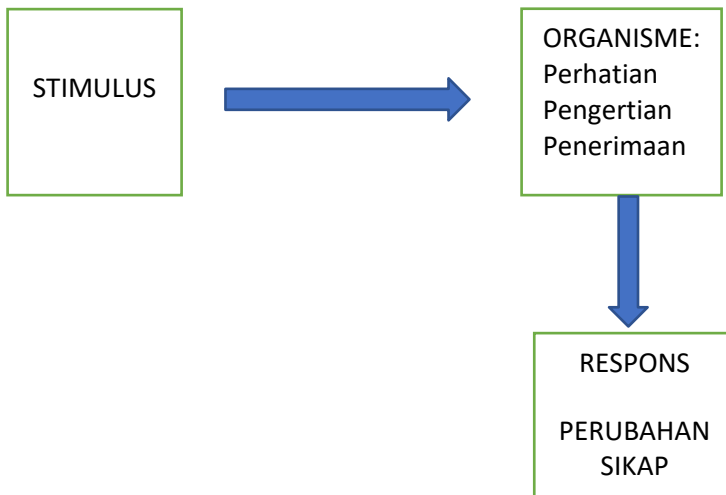 STIMULUS
ORGANISME:
Perhatian
Pengertian
Penerimaan
RESPONS
PERUBAHAN
SIKAP